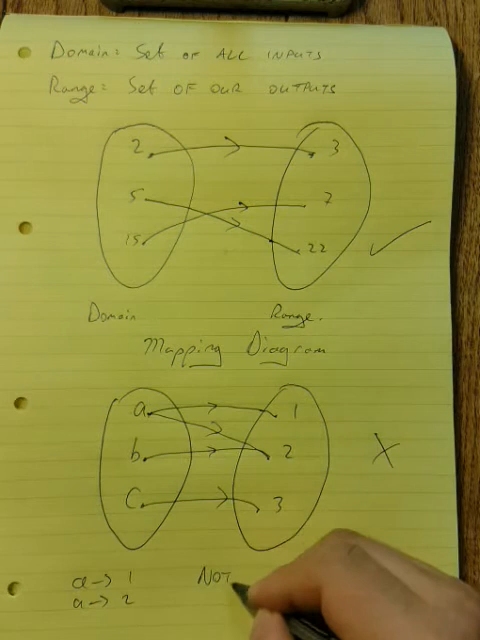 Domain: Set of ALL INPUTS
Range: Set OF OUR OUTPUTS
2 3
5 7
15 22
Domain Range.
Mapping Diagram
a 1
b 2
C 3
a -> 1 NOT
a -> 2